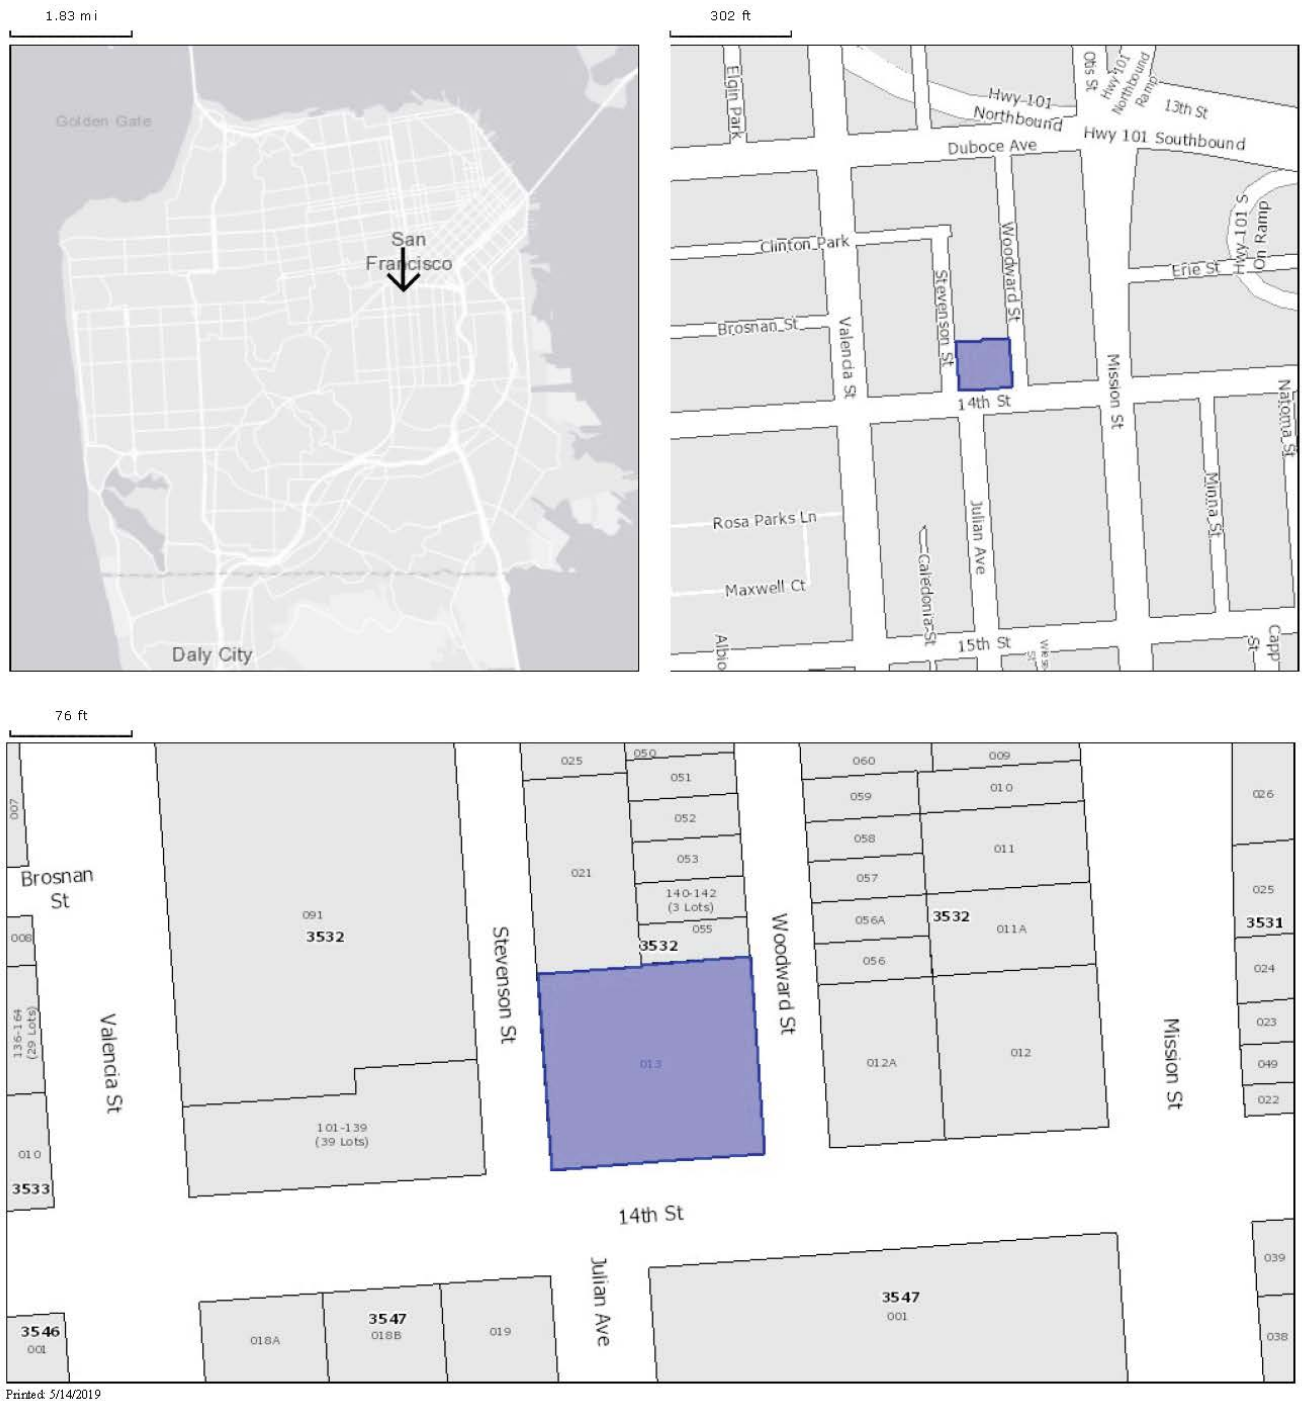 1.83 mi
302 ft
Golden Gate
San
Francisco
Daly City
Elgin Park
Otis St
Hwy 101
Northbound
Ramp
13th St
Hwy 101
Northbound
Hwy 101 Southbound
Duboce Ave
Clinton Park
Stevenson St
Woodward St
Hwy 101 S
On Ramp
Erie St
Brosnan St
Valencia St
Mission St
14th St
Natoma St
Rosa Parks Ln
Julian Ave
Minna St
Maxwell Ct
Caledonia St
Albio
15th St
Wiese
St
Capp
St
76 ft
007
025
050
051
052
053
140-142
(3 Lots)
055
3532
021
060
009
059
010
058
011
057
056A
3532
011A
056
026
025
3531
024
023
049
022
Brosnan
St
008
136-164
(29 Lots)
010
3533
091
3532
Valencia St
Stevenson St
Woodward St
Mission St
013
012A
012
101-139
(39 Lots)
14th St
Julian Ave
3546
001
018A
3547
018B
019
3547
001
039
038
Printed: 5/14/2019